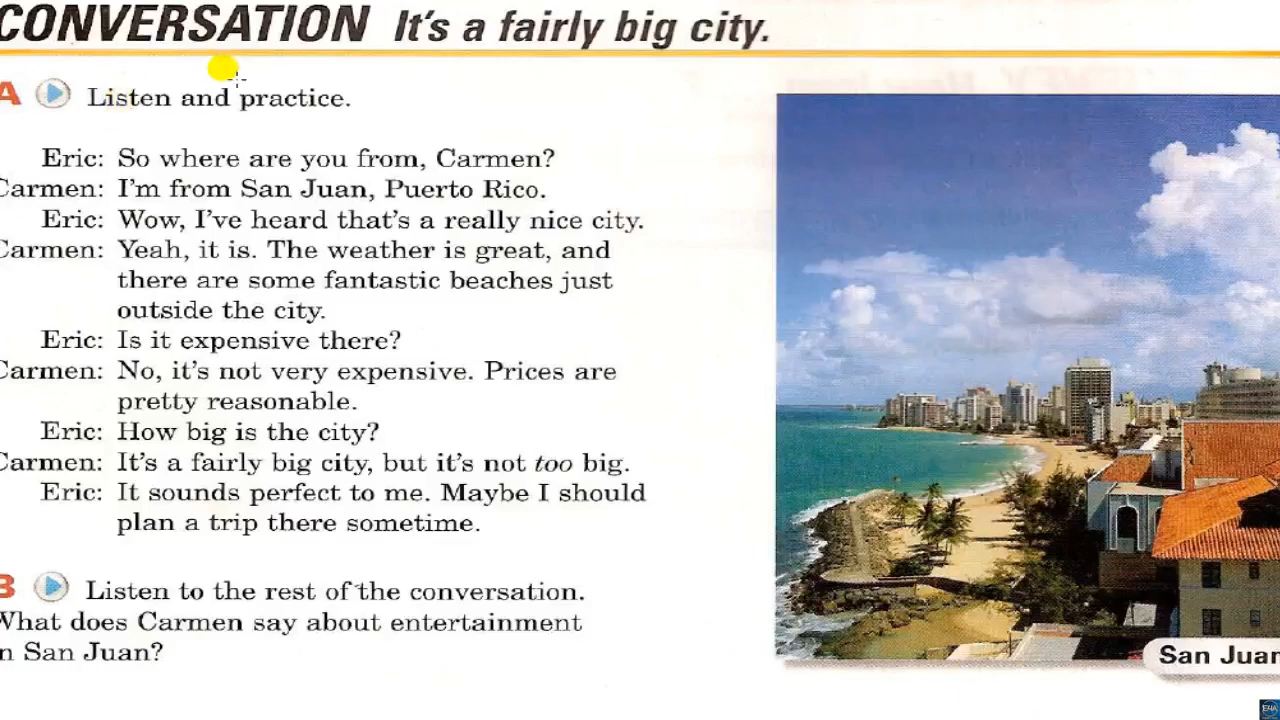 CONVERSATION It's a fairly big city.
A Listen and practice.
Eric: So where are you from, Carmen?
Carmen: I'm from San Juan, Puerto Rico.
Eric: Wow, I've heard that's a really nice city.
Carmen: Yeah, it is. The weather is great, and
there are some fantastic beaches just
outside the city.
Eric: Is it expensive there?
Carmen: No, it's not very expensive. Prices are
pretty reasonable.
Eric: How big is the city?
Carmen: It's a fairly big city, but it's not too big.
Eric: It sounds perfect to me. Maybe I should
plan a trip there sometime.
B Listen to the rest of the conversation.
What does Carmen say about entertainment
n San Juan?
San Juan